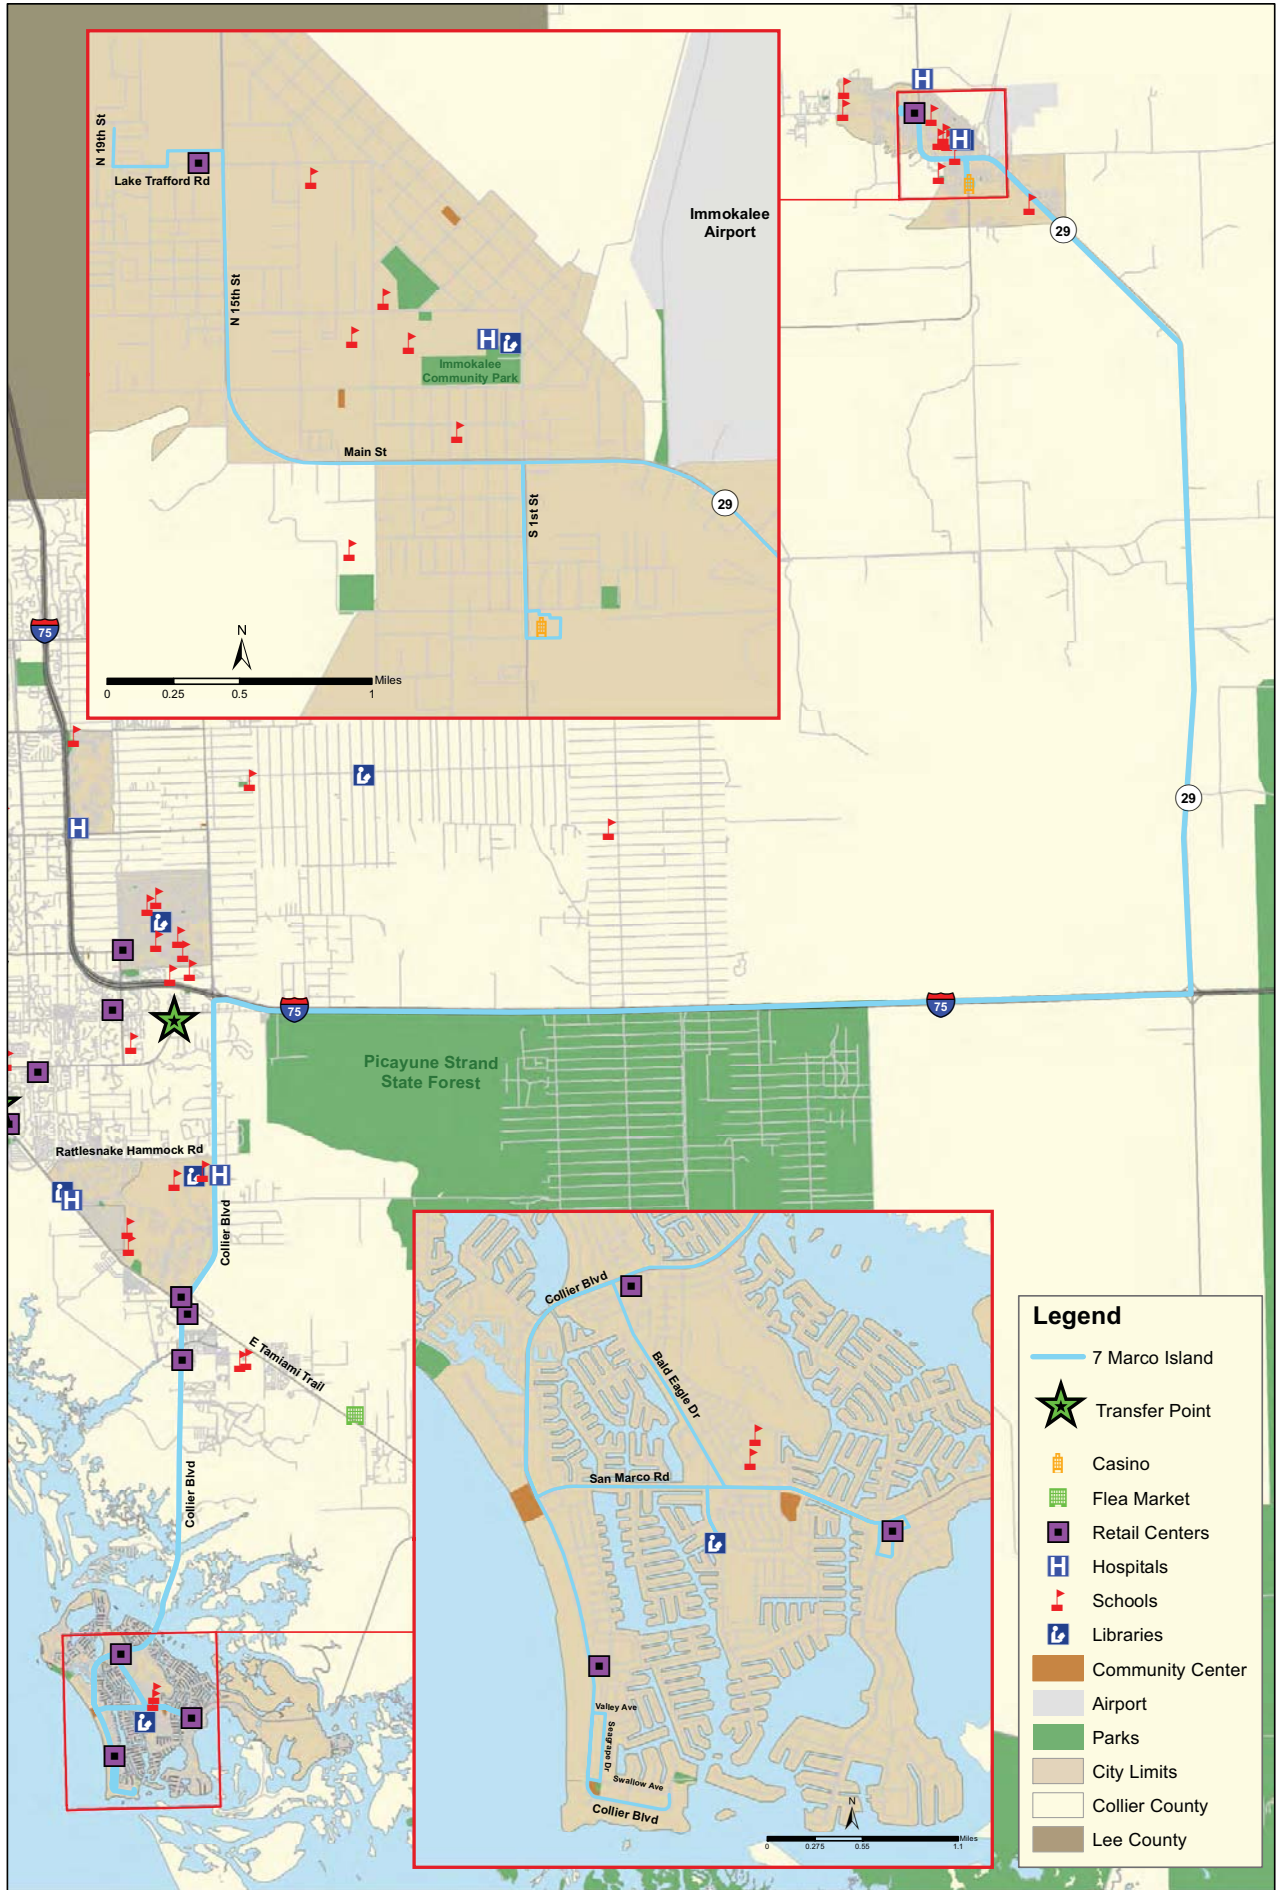 N 19th St
Lake Trafford Rd
N 15th St
Immokalee
Airport
H
Immokalee
Community Park
Main St
S 1st St
29
N
0
0.25
0.5
1
Miles
H
H
29
75
29
H
75
75
Picayune Strand
State Forest
Rattlesnake Hammock Rd
H
H
Collier Blvd
E Tamiami Trail
Collier Blvd
Collier Blvd
Bald Eagle Dr
San Marco Rd
Valley Ave
Seagrape Dr
Swallow Ave
Collier Blvd
N
0
0.275
0.55
1.1
Miles
Legend
7 Marco Island
Transfer Point
Casino
Flea Market
Retail Centers
H Hospitals
Schools
Libraries
Community Center
Airport
Parks
City Limits
Collier County
Lee County